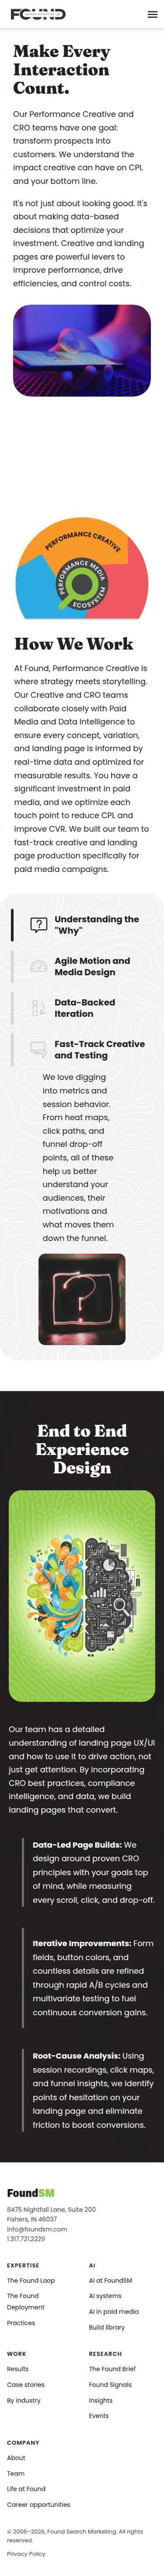 FOUND
Make Every
Interaction
Count.
Our Performance Creative and
CRO teams have one goal:
transform prospects into
customers. We understand the
impact creative can have on CPL
and your bottom line.
It's not just about looking good. It's
about making data-based
decisions that optimize your
investment. Creative and landing
pages are powerful levers to
improve performance, drive
efficiencies, and control costs.
PERFORMANCE CREATIVE
PERFORMANCE MEDIA
ECOSYSTEM
How We Work
At Found, Performance Creative is
where strategy meets storytelling.
Our Creative and CRO teams
collaborate closely with Paid
Media and Data Intelligence to
ensure every concept, variation,
and landing page is informed by
real-time data and optimized for
measurable results. You have a
significant investment in paid
media, and we optimize each
touch point to reduce CPL and
improve CVR. We built our team to
fast-track creative and landing
page production specifically for
paid media campaigns.
Understanding the
"Why"
Agile Motion and
Media Design
Data-Backed
Iteration
Fast-Track Creative
and Testing
We love digging
into metrics and
session behavior.
From heat maps,
click paths, and
funnel drop-off
points, all of these
help us better
understand your
audiences, their
motivations and
what moves them
down the funnel.
?
End to End
Experience
Design
Our team has a detailed
understanding of landing page UX/UI
and how to use it to drive action, not
just get attention. By incorporating
CRO best practices, compliance
intelligence, and data, we build
landing pages that convert.
Data-Led Page Builds: We
design around proven CRO
principles with your goals top
of mind, while measuring
every scroll, click, and drop-off.
Iterative Improvements: Form
fields, button colors, and
countless details are refined
through rapid A/B cycles and
multivariate testing to fuel
continuous conversion gains.
Root-Cause Analysis: Using
session recordings, click maps,
and funnel insights, we identify
points of hesitation on your
landing page and eliminate
friction to boost conversions.
FoundSM
8475 Nightfall Lane, Suite 200
Fishers, IN 46037
info@foundsm.com
1.317.721.2229
EXPERTISE
The Found Loop
The Found
Deployment
Practices
AI
AI at FoundSM
AI systems
AI in paid media
Build library
WORK
Results
Case stories
By industry
RESEARCH
The Found Brief
Found Signals
Insights
Events
COMPANY
About
Team
Life at Found
Career opportunities
© 2006–2026, Found Search Marketing. All rights
reserved.
Privacy Policy